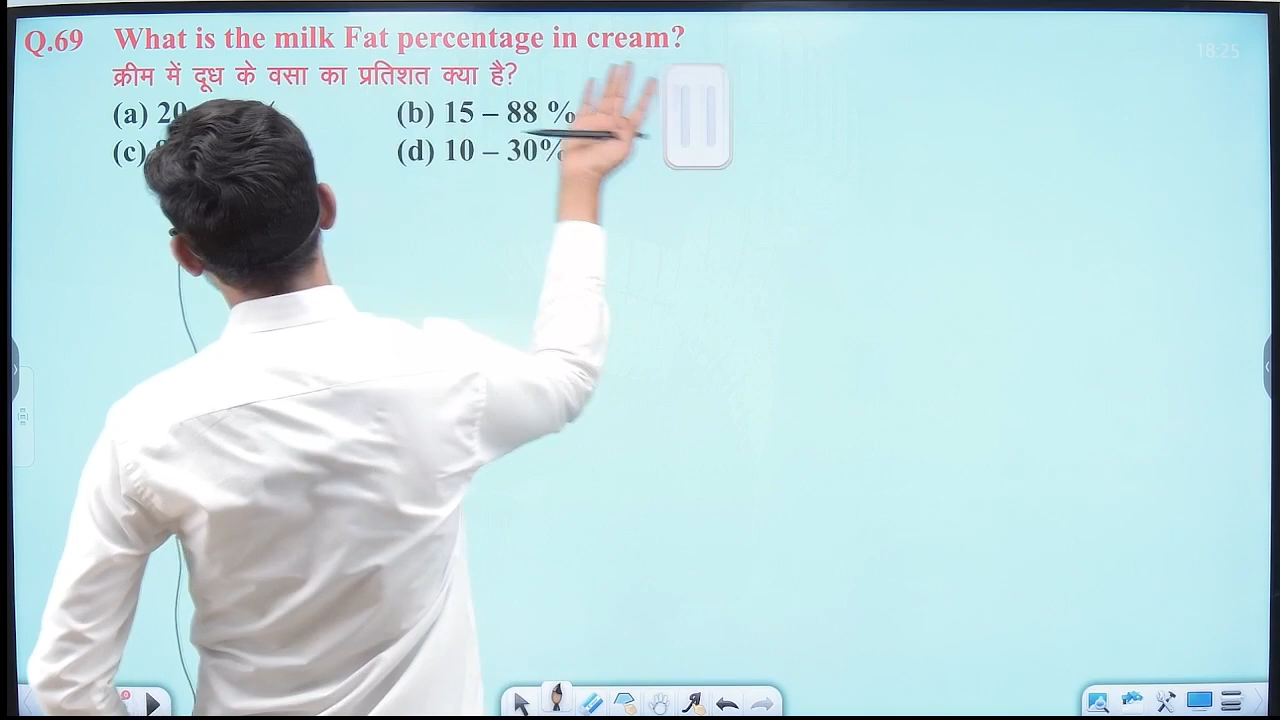 Q.69 What is the milk Fat percentage in cream?
क्रीम में दूध के वसा का प्रतिशत क्या है?
(a) 20 % (b) 15 – 88 %
(c) (d) 10 – 30%
18:25